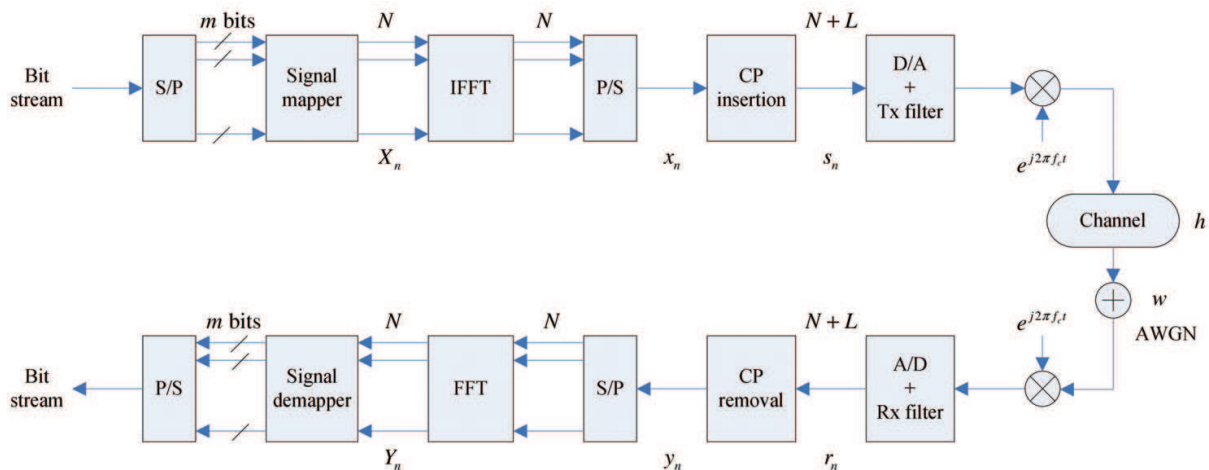 m bits N N N + L
Bit stream
S/P
Signal mapper
IFFT
P/S
CP insertion
D/A + Tx filter
X_n x_n s_n e^{j2πf_c t}
Channel h
w
AWGN
m bits N N N + L e^{j2πf_c t}
Bit stream
P/S
Signal demapper
FFT
S/P
CP removal
A/D + Rx filter
Y_n y_n r_n